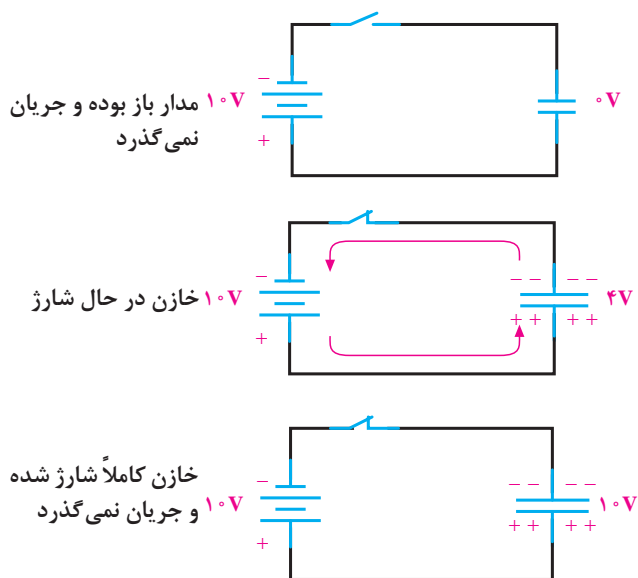 −
۱۰V مدار باز بوده و جریان
نمی‌گذرد
+
۰V
−
۱۰V خازن در حال شارژ
+
− − − −
۴V
+ + + +
خازن کاملاً شارژ شده
−
۱۰V و جریان نمی‌گذرد
+
− − − −
۱۰V
+ + + +